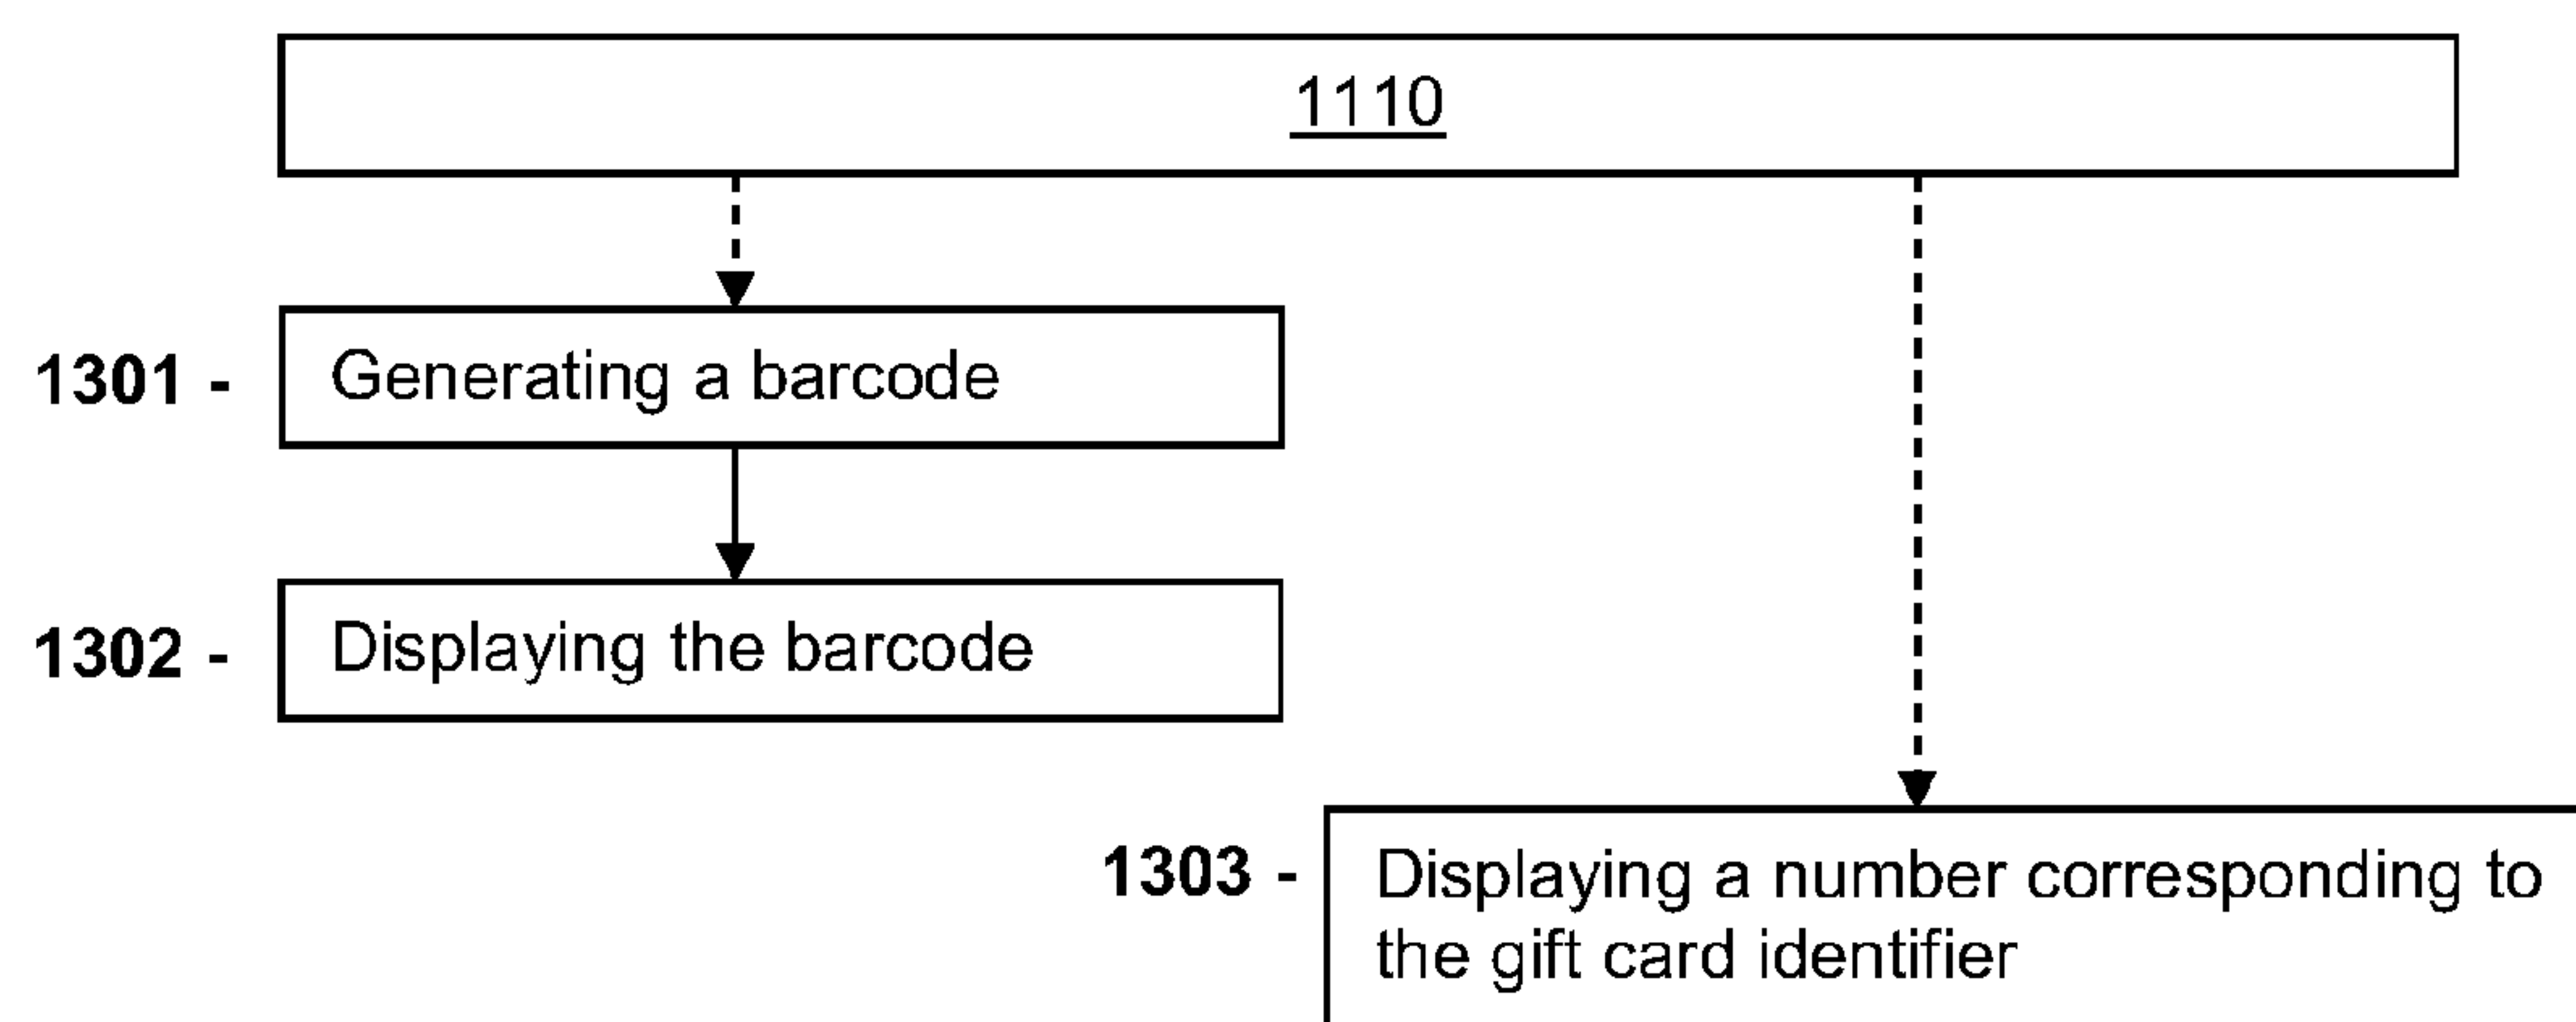 1110
1301 - Generating a barcode
1302 - Displaying the barcode
1303 - Displaying a number corresponding to
the gift card identifier